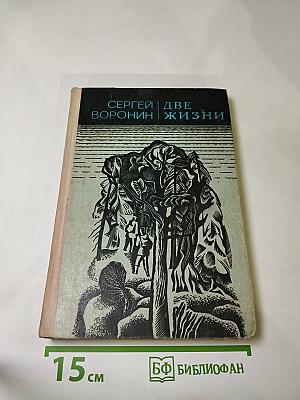 СЕРГЕЙ
ВОРОНИН
ДВЕ
ЖИЗНИ
15 см
БФ БИБЛИОФАН